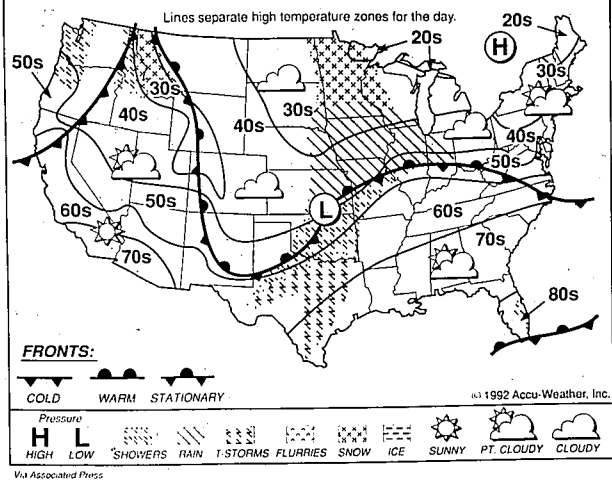 Lines separate high temperature zones for the day.
20s
20s
H
50s
30s
30s
40s
30s
40s
40s
50s
50s
L
60s
60s
70s
70s
80s
FRONTS:
COLD WARM STATIONARY
(c) 1992 Accu-Weather, Inc.
Pressure
H L
HIGH LOW SHOWERS RAIN T-STORMS FLURRIES SNOW ICE SUNNY PT. CLOUDY CLOUDY
Via Associated Press